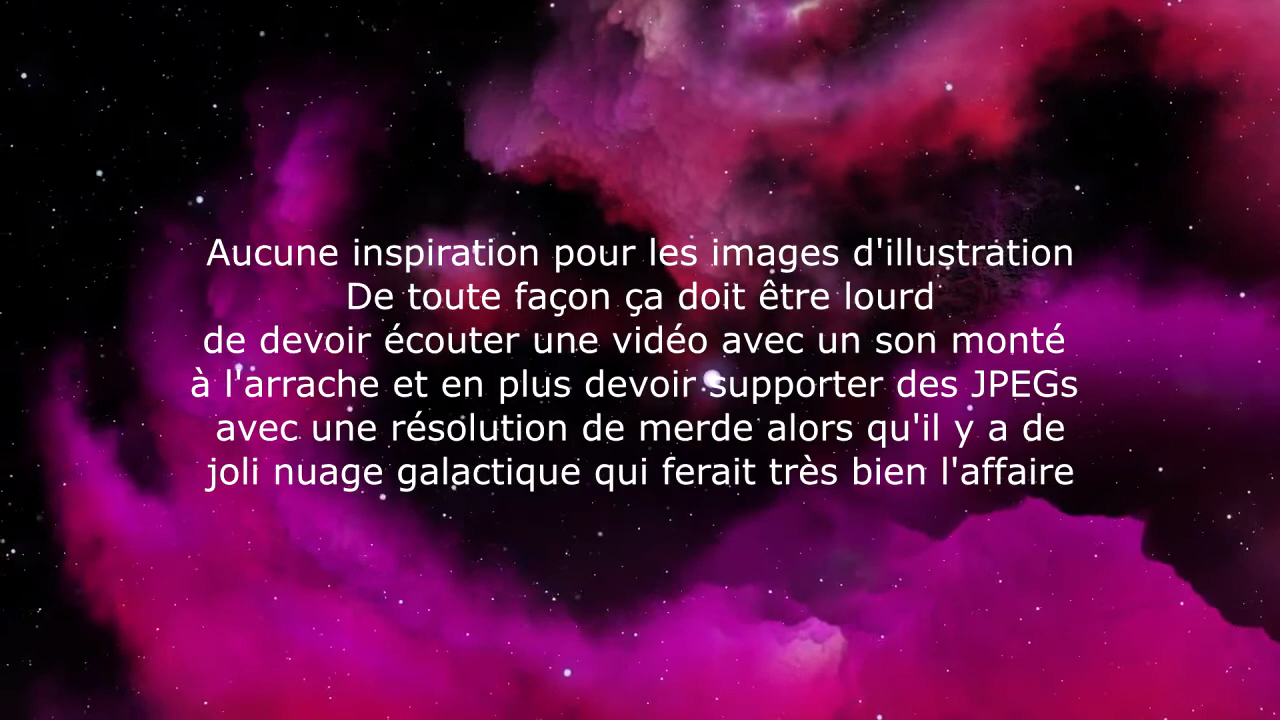 Aucune inspiration pour les images d'illustration
De toute façon ça doit être lourd
de devoir écouter une vidéo avec un son monté
à l'arrache et en plus devoir supporter des JPEGs
avec une résolution de merde alors qu'il y a de
joli nuage galactique qui ferait très bien l'affaire